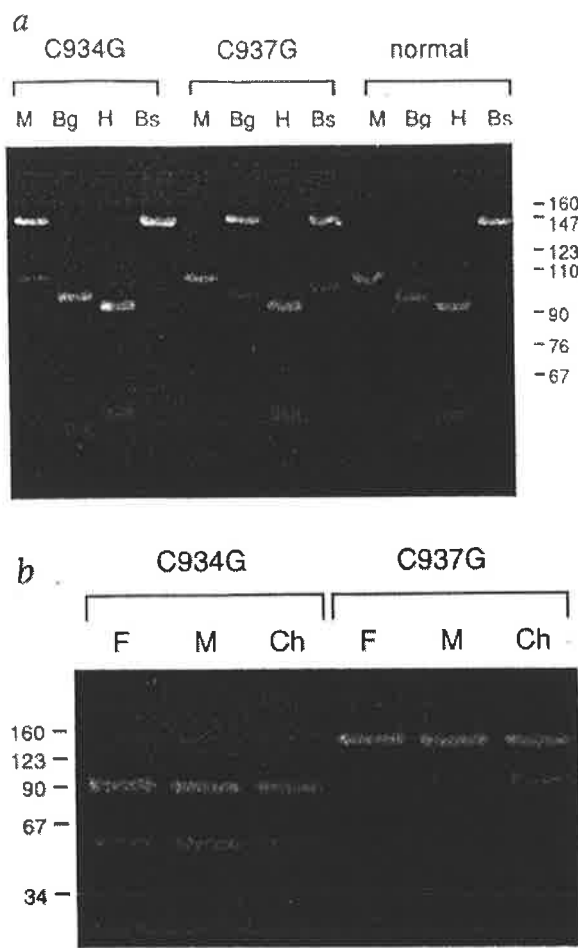 a
C934G C937G normal
M Bg H Bs M Bg H Bs M Bg H Bs
160
147
123
110
90
76
67
b
C934G C937G
F M Ch F M Ch
160
123
90
67
34